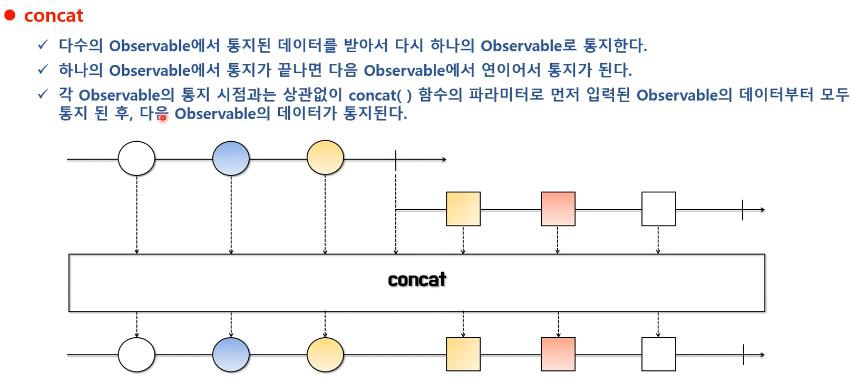 concat
다수의 Observable에서 통지된 데이터를 받아서 다시 하나의 Observable로 통지한다.
하나의 Observable에서 통지가 끝나면 다음 Observable에서 연이어서 통지가 된다.
각 Observable의 통지 시점과는 상관없이 concat( ) 함수의 파라미터로 먼저 입력된 Observable의 데이터부터 모두
통지 된 후, 다음 Observable의 데이터가 통지된다.
concat